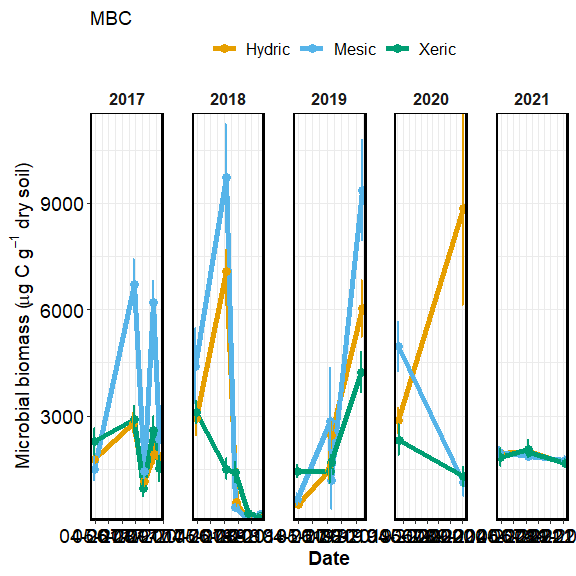 MBC
Hydric Mesic Xeric
2017 2018 2019 2020 2021
Microbial biomass (μg C g⁻¹ dry soil)
9000
6000
3000
Date